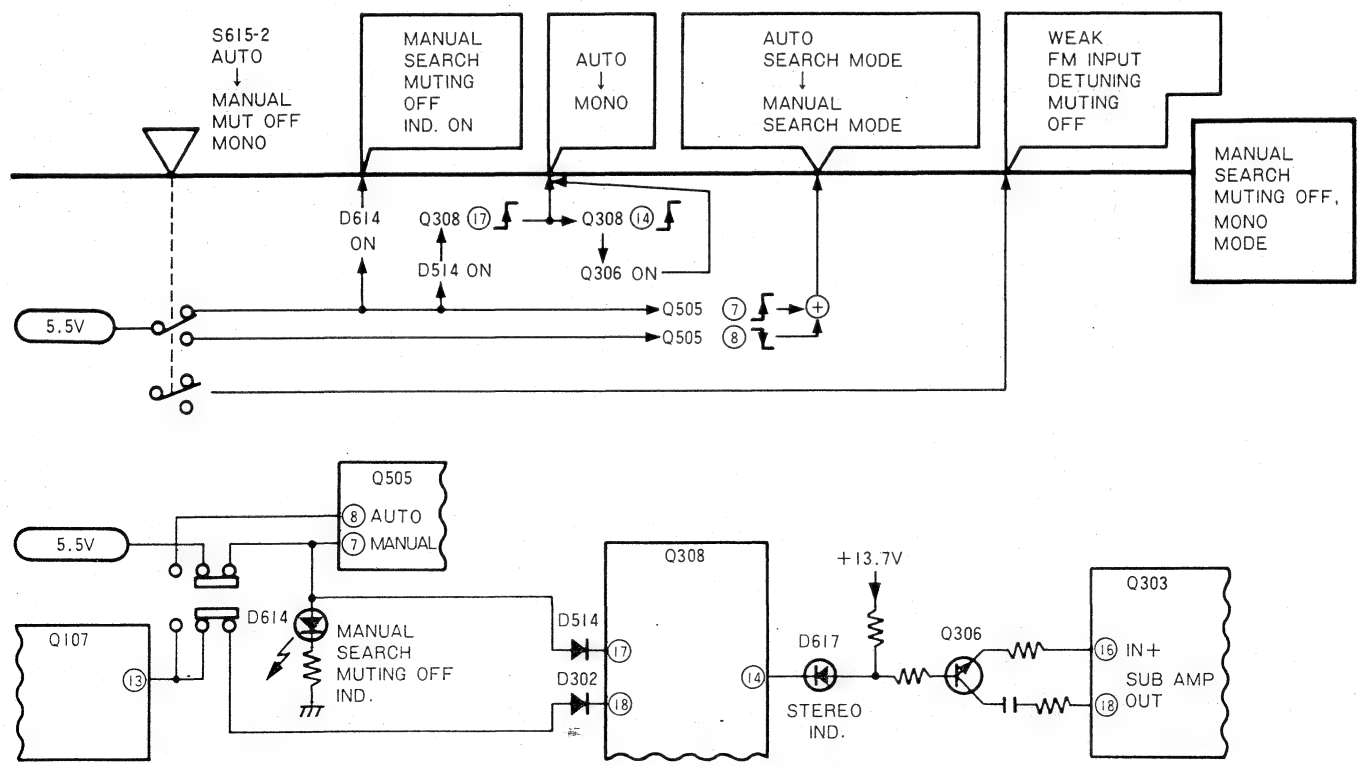 S615-2
AUTO
↓
MANUAL
MUT OFF
MONO
MANUAL
SEARCH
MUTING
OFF
IND. ON
AUTO
↓
MONO
AUTO
SEARCH MODE
↓
MANUAL
SEARCH MODE
WEAK
FM INPUT
DETUNING
MUTING
OFF
MANUAL
SEARCH
MUTING OFF,
MONO
MODE
D614
ON
Q308 ⑰
Q308 ⑭
D514 ON
Q306 ON
5.5V
Q505 ⑦
+
Q505 ⑧
Q505
⑧ AUTO
⑦ MANUAL
5.5V
Q107
⑬
D614
MANUAL
SEARCH
MUTING OFF
IND.
D514
D302
Q308
⑰
⑱
⑭
+13.7V
D617
STEREO
IND.
Q306
Q303
⑯ IN+
SUB AMP
⑱ OUT